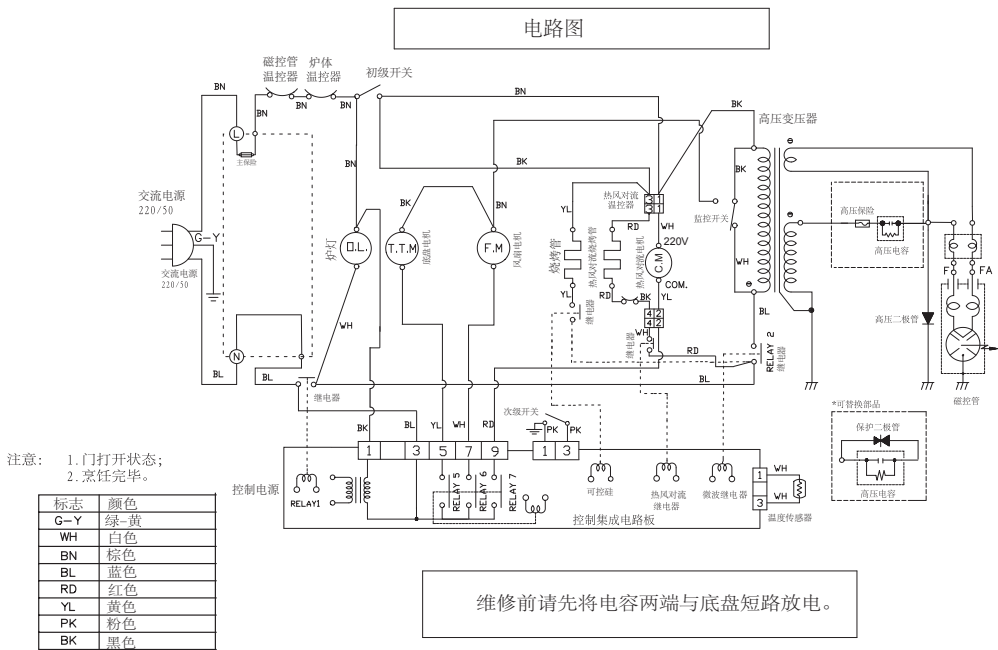 电路图
磁控管
温控器
炉体
温控器
初级开关
BN
BN
BN
BN
BN
BN
BK
高压变压器
L
主保险
BN
BK
BK
交流电源
220/50
G-Y
交流电源
220/50
炉灯
O.L.
BK
T.T.M
底盘电机
BN
F.M
风扇电机
YL
烧烤管
热风对流烧烤管
热风对流
温控器
3 1
3 1
RD
WH
220V
热风对流电机
C.M
COM.
监控开关
WH
高压保险
高压电容
F
FA
YL
RD
BK
YL
继电器
4 2
4 2
WH
继电器
RD
BL
RELAY 2
继电器
高压二极管
磁控管
N
BL
BL
WH
继电器
BL
BK
BL
YL
WH
RD
次级开关
PK
PK
*可替换部品
保护二极管
高压电容
1 3 5 7 9
1 3
注意: 1.门打开状态;
2.烹饪完毕。
控制电源
RELAY1
RELAY 5
RELAY 6
RELAY 7
可控硅
热风对流
继电器
微波继电器
1
3
WH
WH
温度传感器
控制集成电路板
标志 颜色
G-Y 绿-黄
WH 白色
BN 棕色
BL 蓝色
RD 红色
YL 黄色
PK 粉色
BK 黑色
维修前请先将电容两端与底盘短路放电。